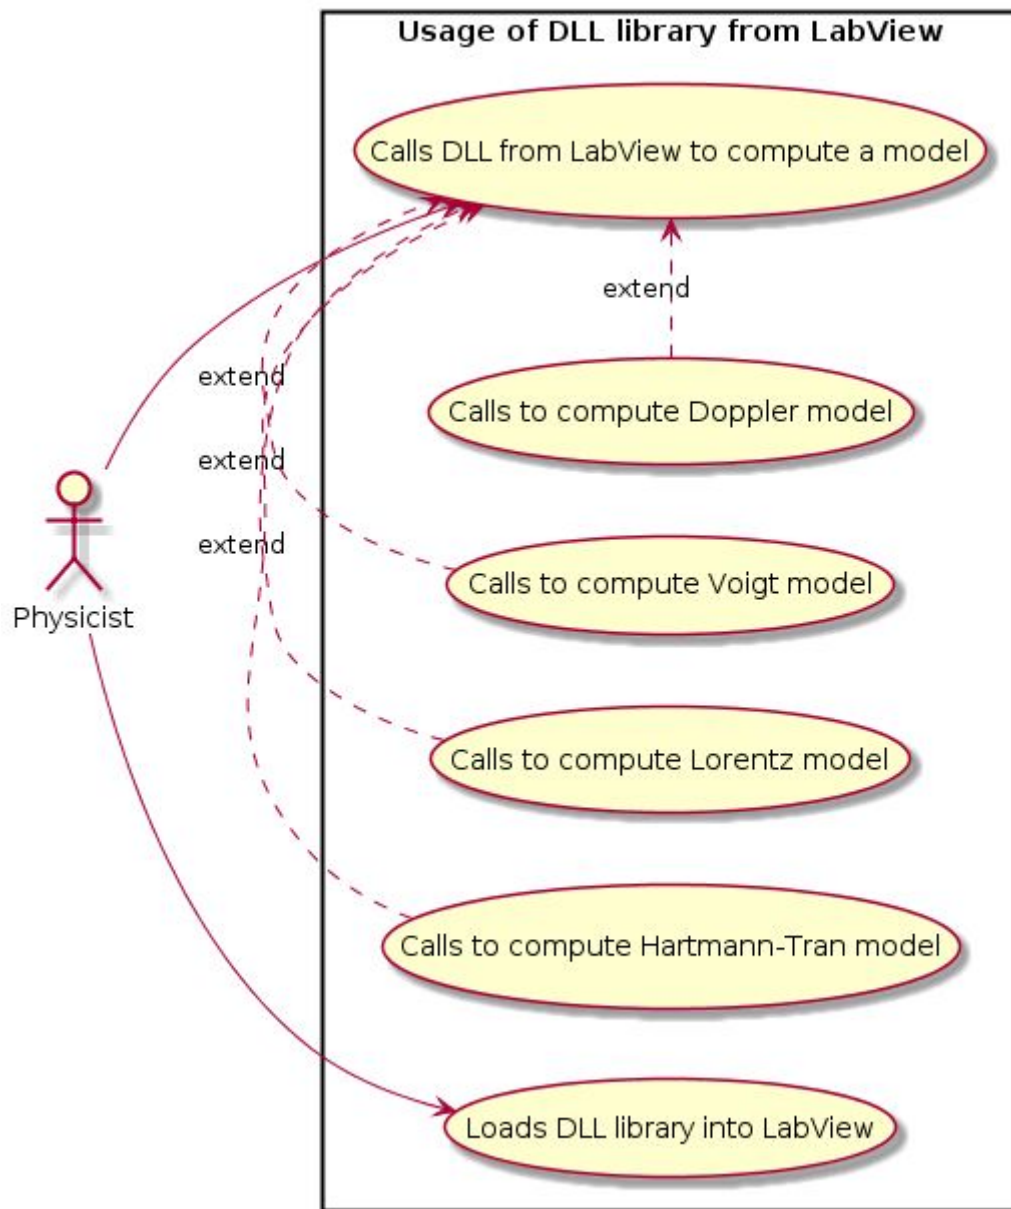 Usage of DLL library from LabView
Calls DLL from LabView to compute a model
extend
Calls to compute Doppler model
extend
extend
extend
Calls to compute Voigt model
Physicist
Calls to compute Lorentz model
Calls to compute Hartmann-Tran model
Loads DLL library into LabView